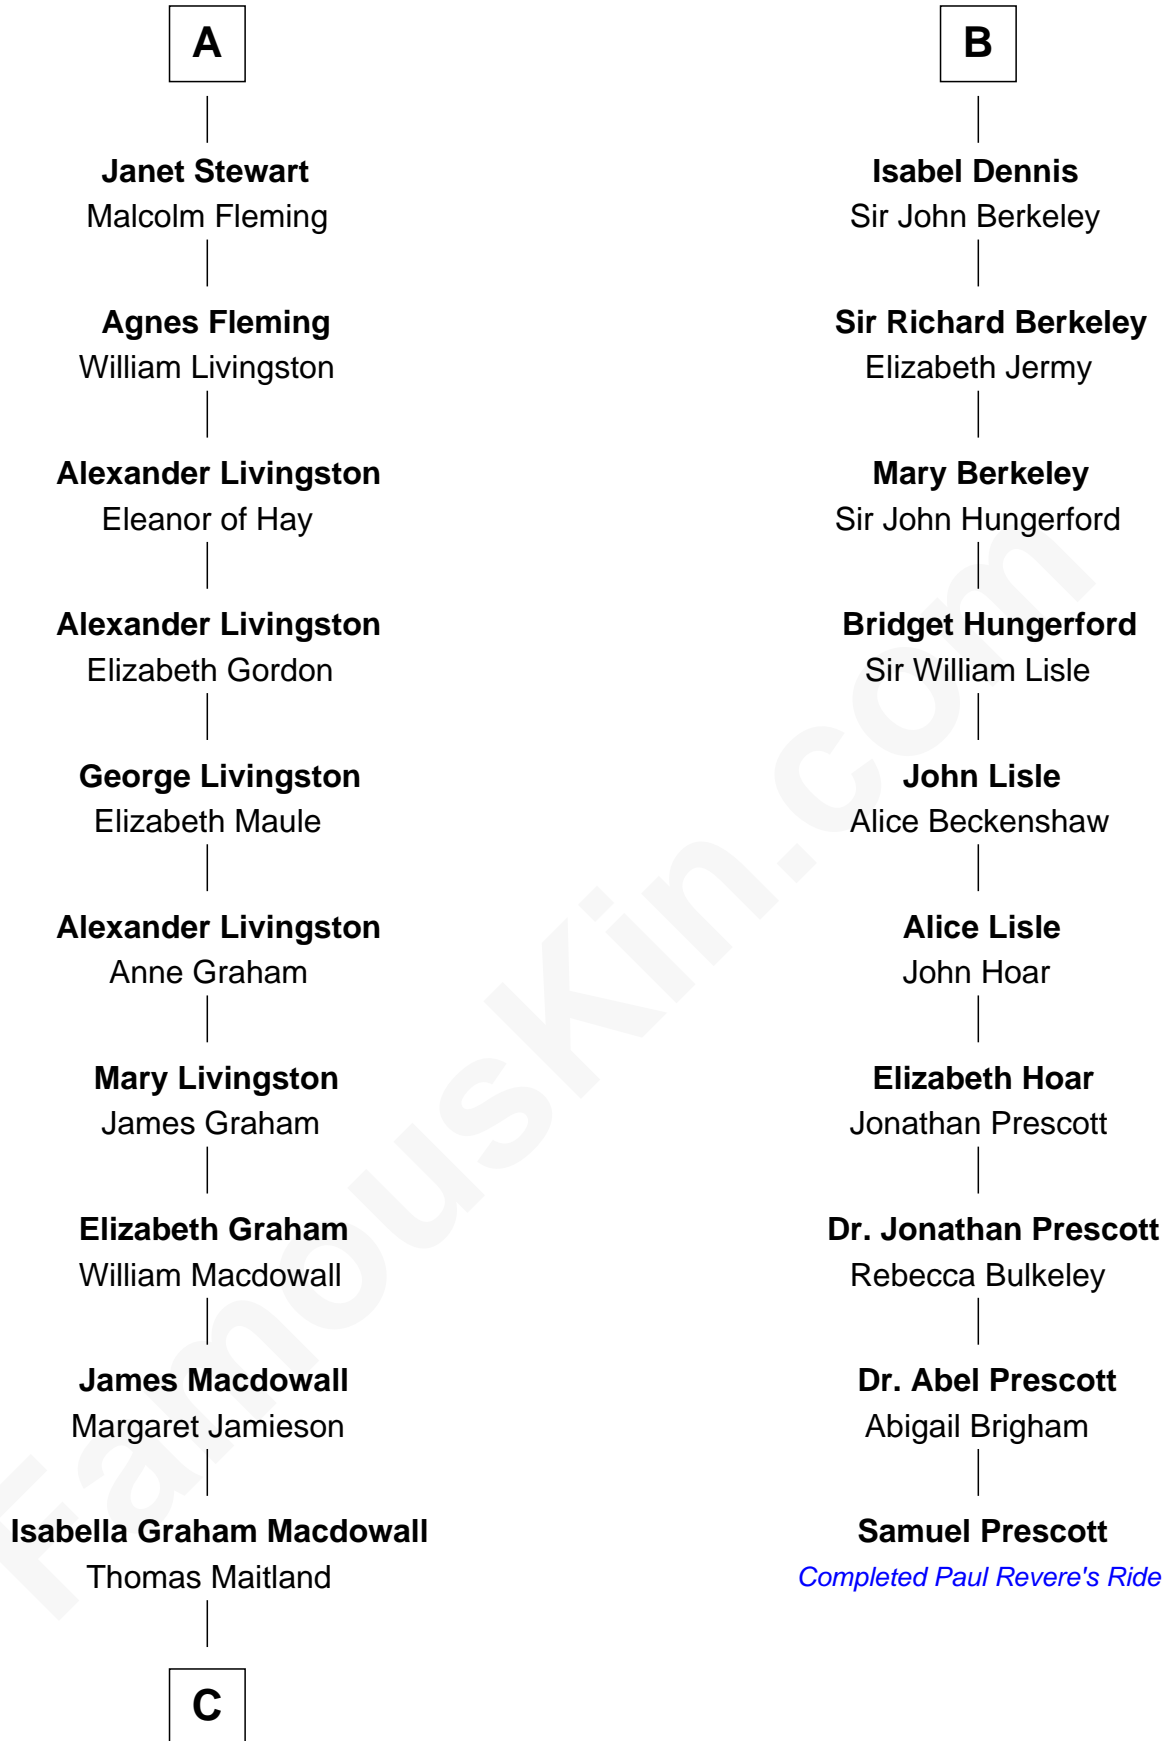 A
Janet Stewart
Malcolm Fleming
Agnes Fleming
William Livingston
Alexander Livingston
Eleanor of Hay
Alexander Livingston
Elizabeth Gordon
George Livingston
Elizabeth Maule
Alexander Livingston
Anne Graham
Mary Livingston
James Graham
Elizabeth Graham
William Macdowall
James Macdowall
Margaret Jamieson
Isabella Graham Macdowall
Thomas Maitland
C
B
Isabel Dennis
Sir John Berkeley
Sir Richard Berkeley
Elizabeth Jermy
Mary Berkeley
Sir John Hungerford
Bridget Hungerford
Sir William Lisle
John Lisle
Alice Beckenshaw
Alice Lisle
John Hoar
Elizabeth Hoar
Jonathan Prescott
Dr. Jonathan Prescott
Rebecca Bulkeley
Dr. Abel Prescott
Abigail Brigham
Samuel Prescott
Completed Paul Revere's Ride
FamousKin.com